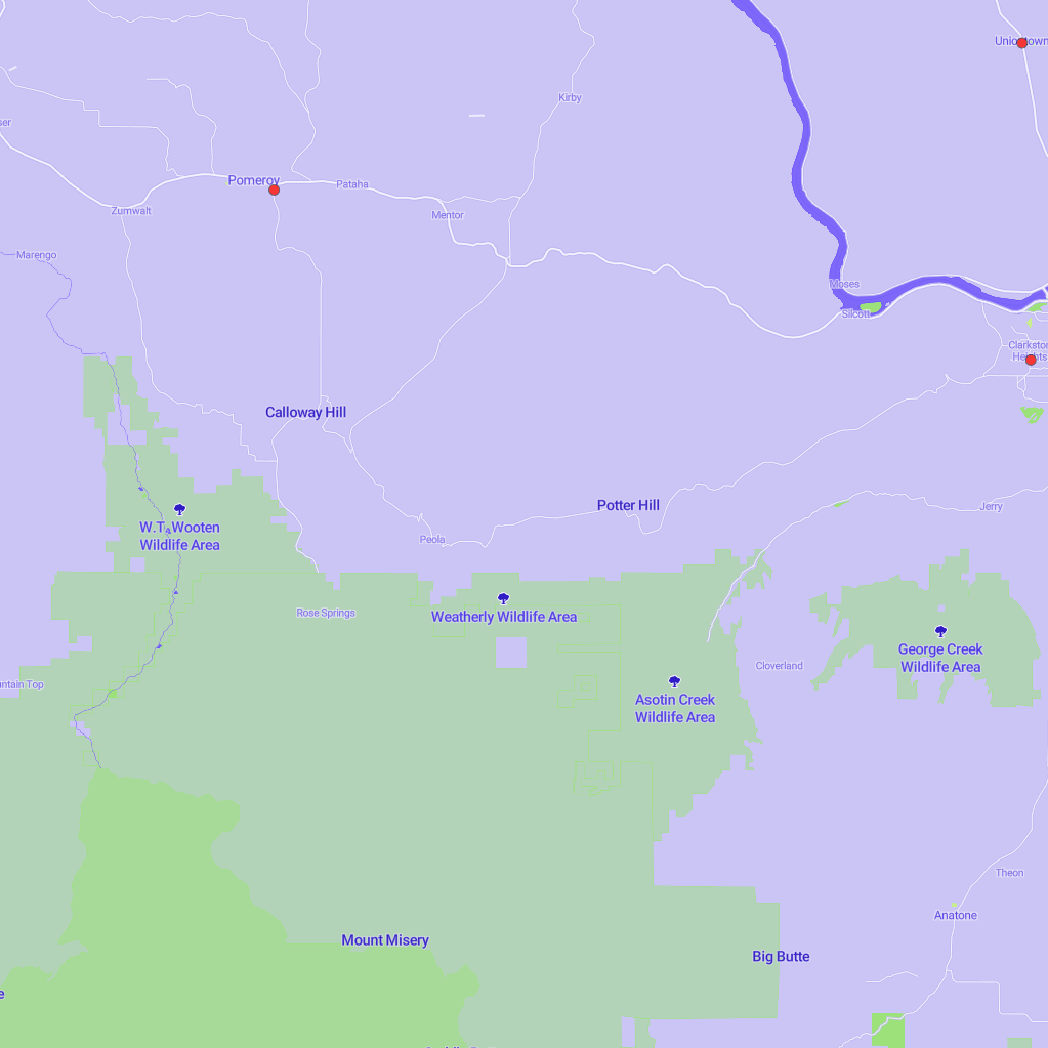 Kirby
Pomeroy
Pataha
Zumwalt
Mentor
Marengo
Moses
Silcott
Heights
Calloway Hill
Potter Hill
Jerry
W.T. Wooten
Wildlife Area
Peola
Rose Springs
Weatherly Wildlife Area
George Creek
Wildlife Area
Cloverland
Asotin Creek
Wildlife Area
ntain Top
Theon
Anatone
Mount Misery
Big Butte